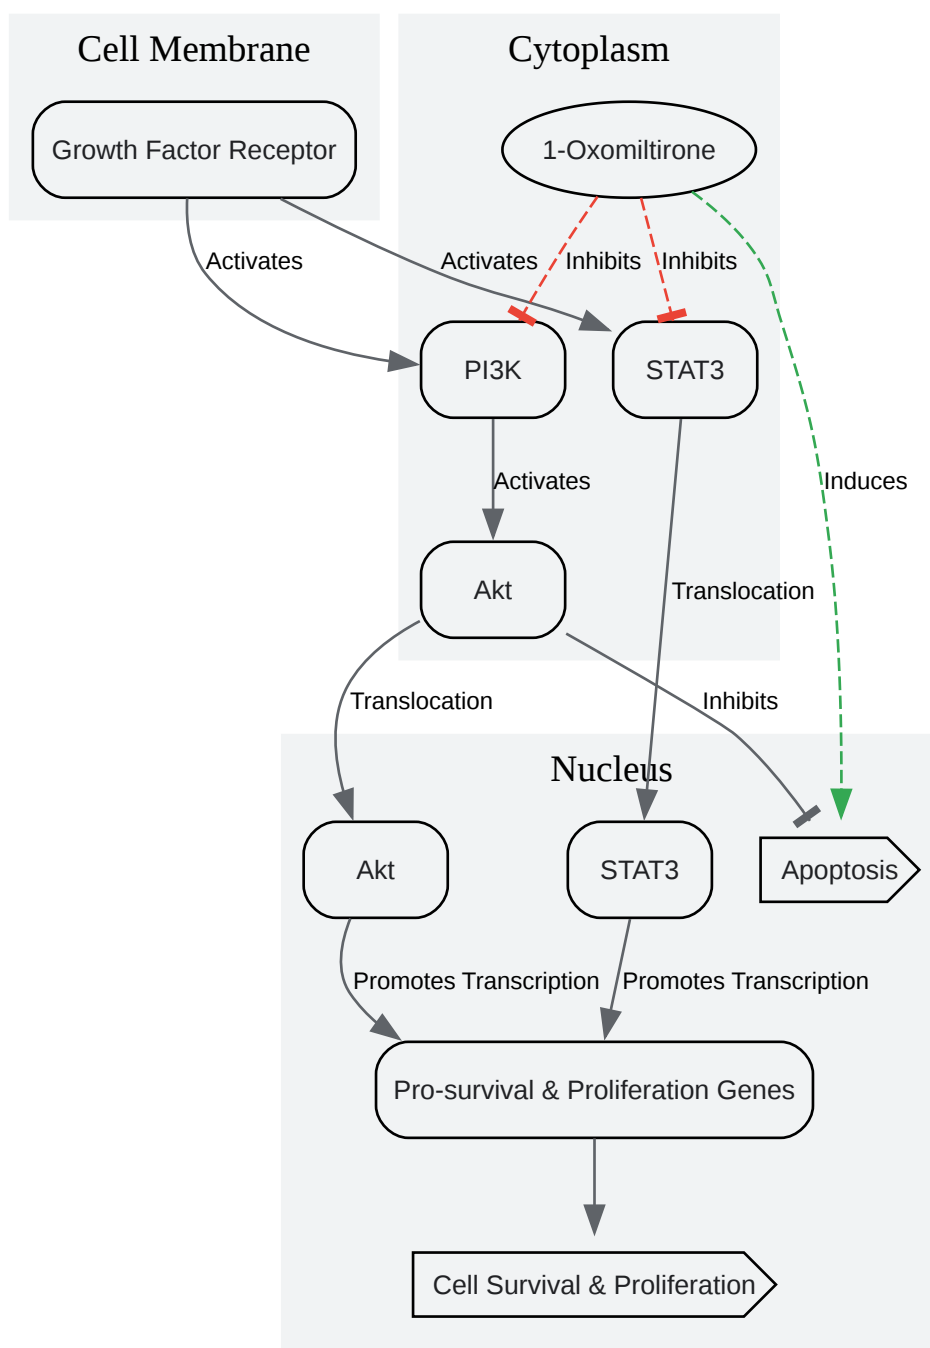 Cell Membrane
Cytoplasm
Growth Factor Receptor
1-Oxomiltirone
Activates
Activates
Inhibits
Inhibits
PI3K
STAT3
Activates
Induces
Akt
Translocation
Translocation
Inhibits
Nucleus
Akt
STAT3
Apoptosis
Promotes Transcription
Promotes Transcription
Pro-survival & Proliferation Genes
Cell Survival & Proliferation